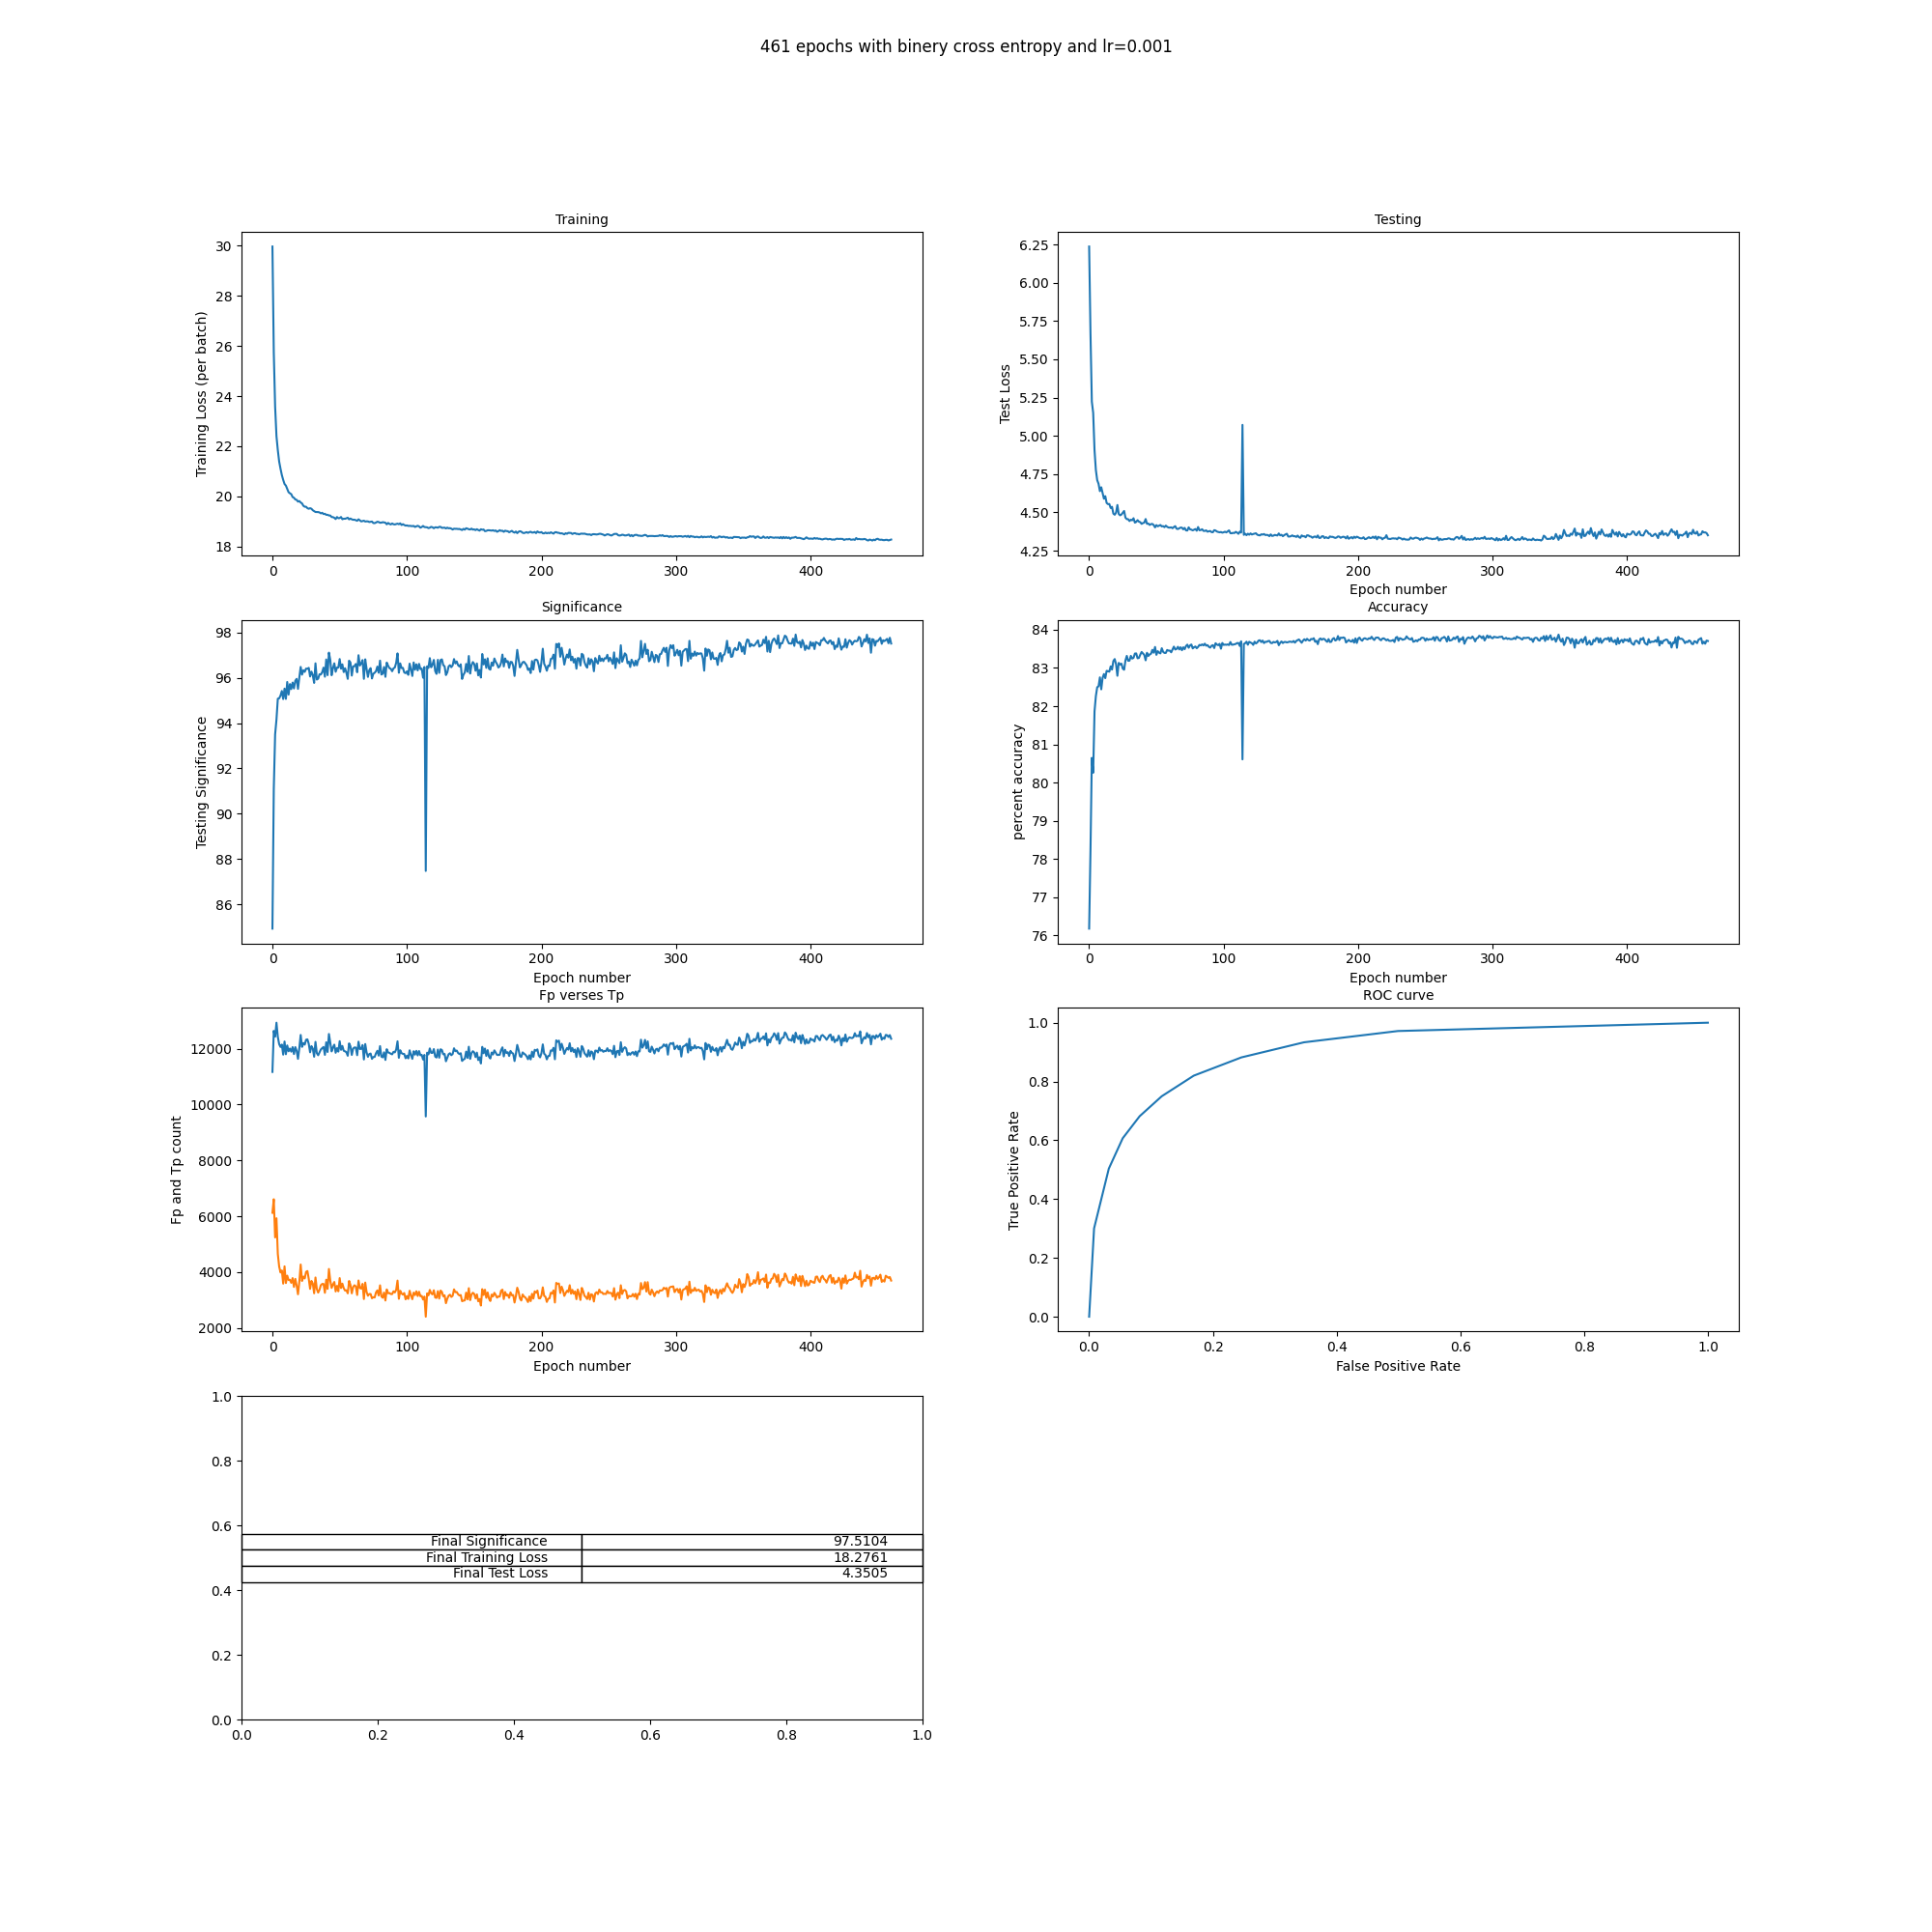 461 epochs with binery cross entropy and lr=0.001
Training
30
28
26
24
22
20
18
Training Loss (per batch)
0 100 200 300 400
Testing
6.25
6.00
5.75
5.50
5.25
5.00
4.75
4.50
4.25
Test Loss
0 100 200 300 400
Epoch number
Significance
98
96
94
92
90
88
86
Testing Significance
0 100 200 300 400
Epoch number
Accuracy
84
83
82
81
80
79
78
77
76
percent accuracy
0 100 200 300 400
Epoch number
Fp verses Tp
12000
10000
8000
6000
4000
2000
Fp and Tp count
0 100 200 300 400
Epoch number
ROC curve
1.0
0.8
0.6
0.4
0.2
0.0
True Positive Rate
0.0 0.2 0.4 0.6 0.8 1.0
False Positive Rate
1.0
0.8
0.6
0.4
0.2
0.0
Final Significance 97.5104
Final Training Loss 18.2761
Final Test Loss 4.3505
0.0 0.2 0.4 0.6 0.8 1.0